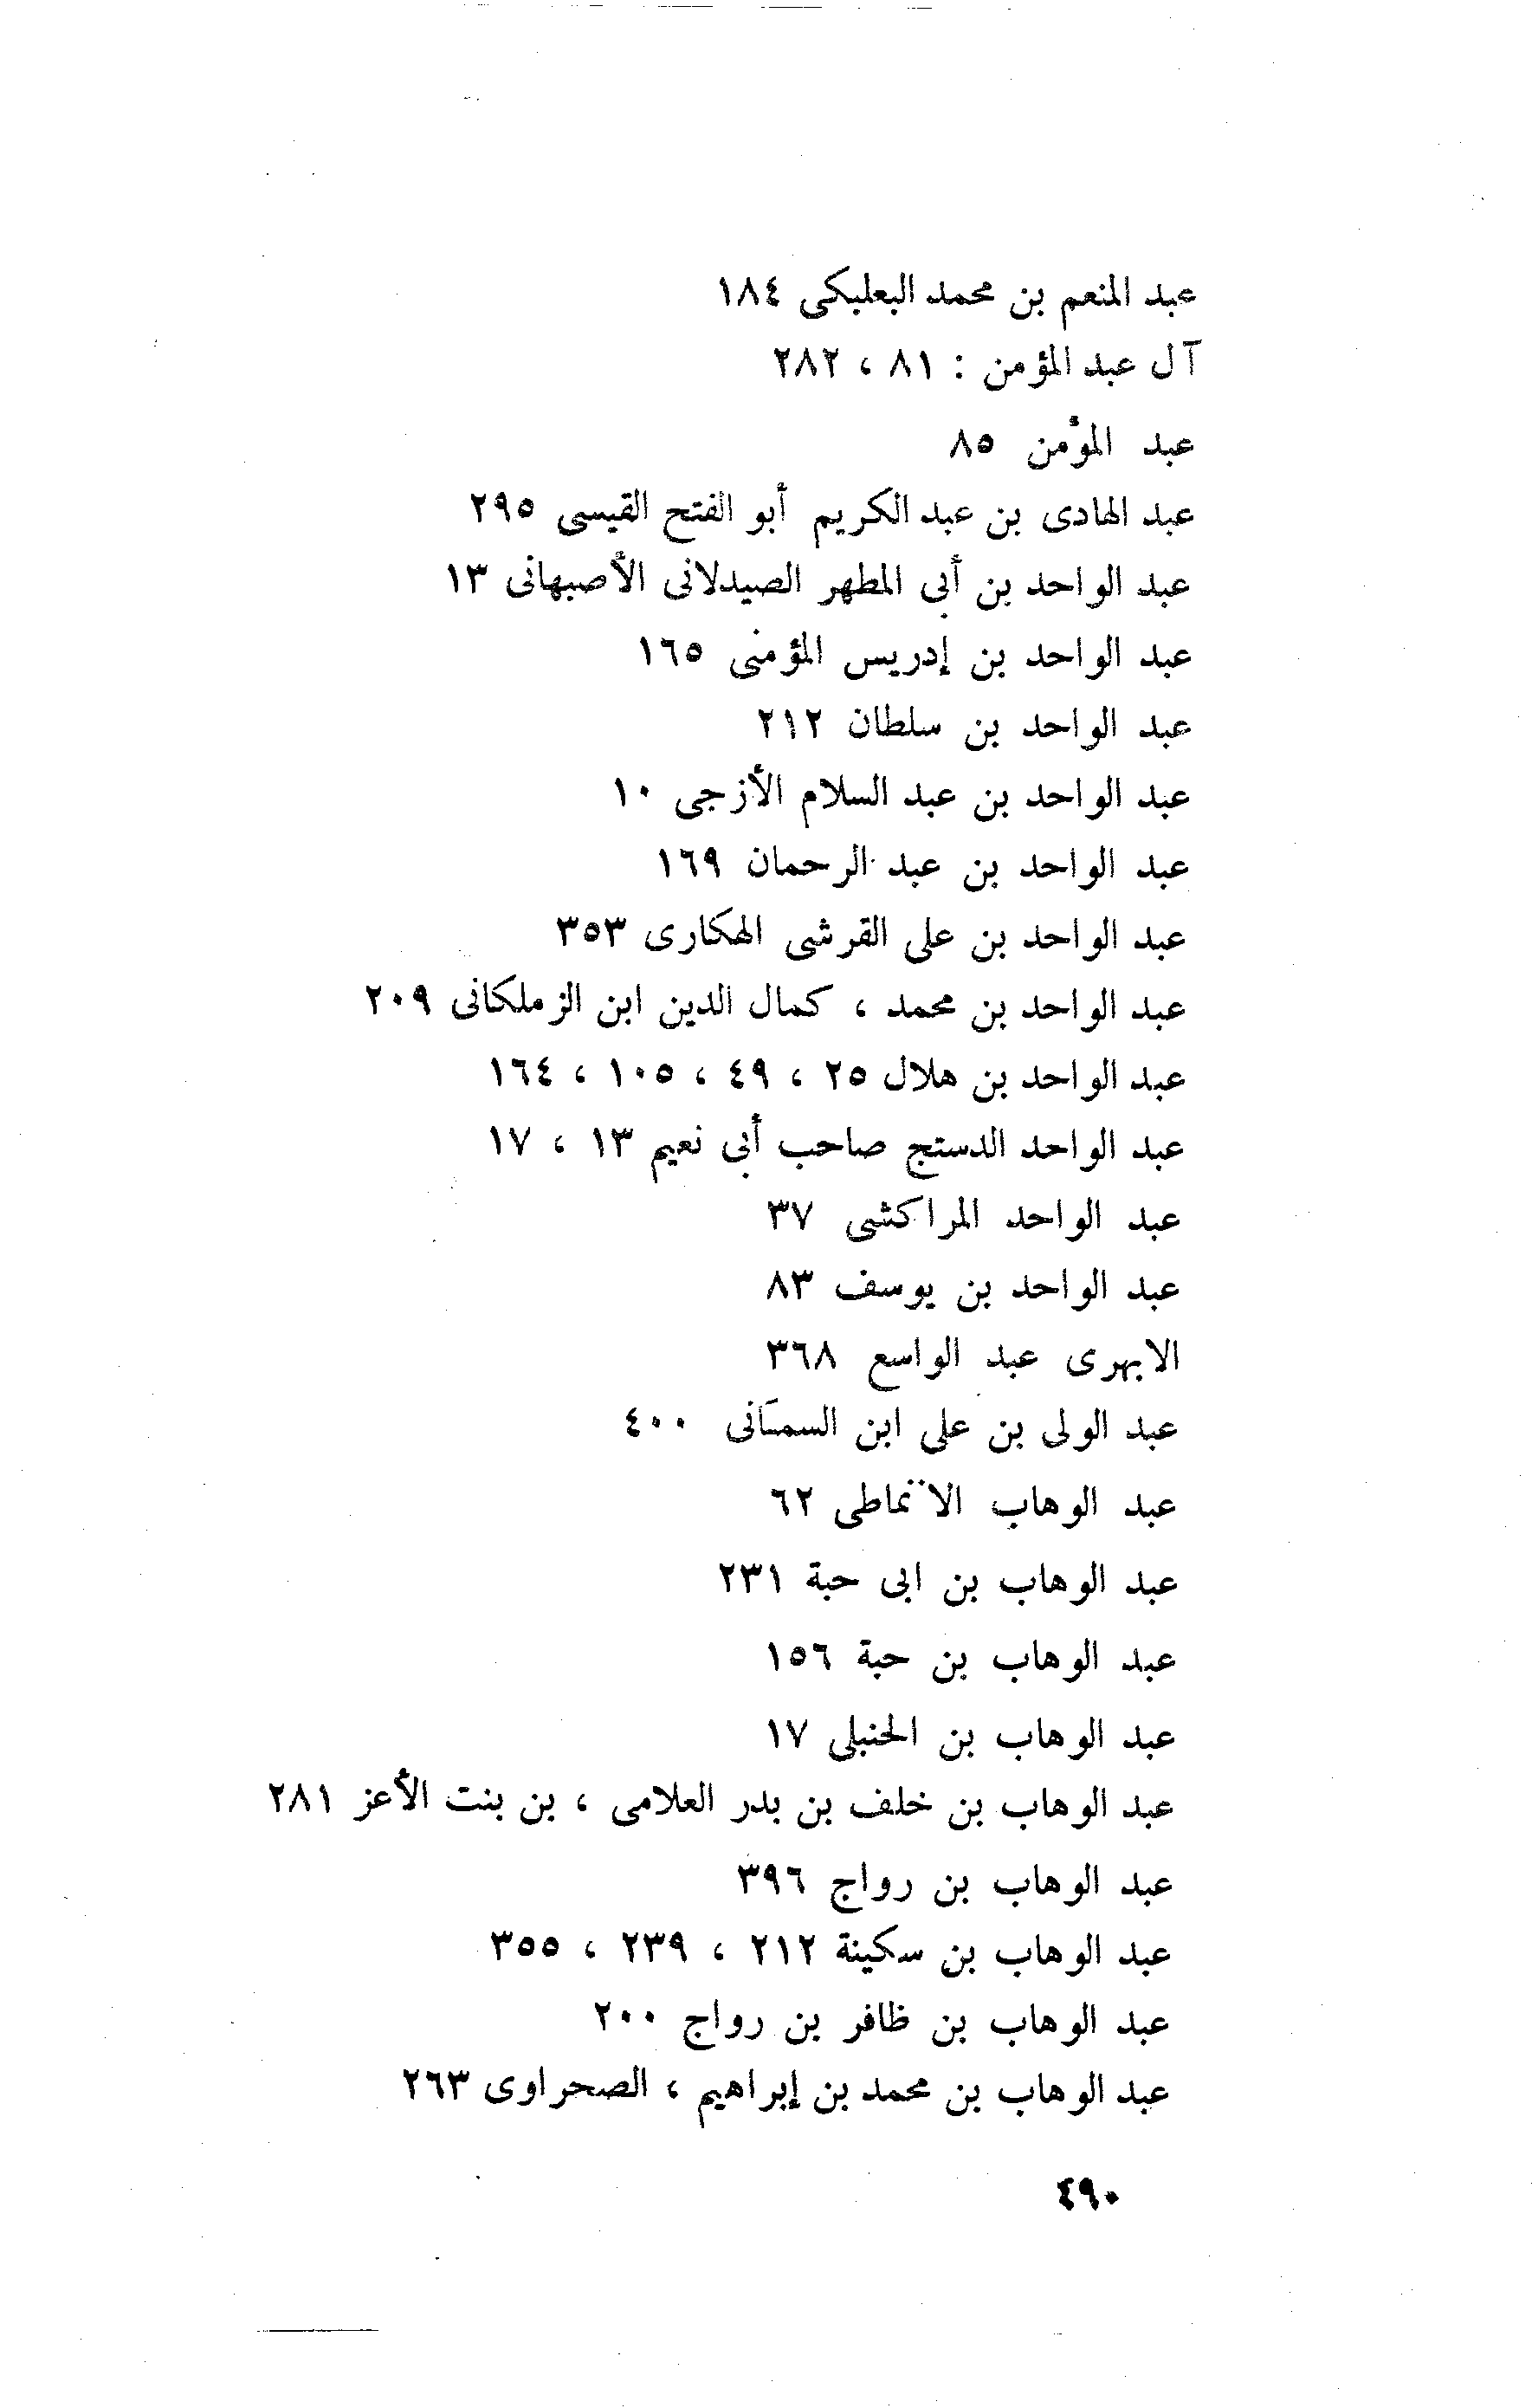 عبد المنعم بن محمد البعلبكى ١٨٤
آل عبد المؤمن : ٨١ ، ٢٨٢
عبد المؤمن ٨٥
عبد الهادى بن عبد الكريم أبو الفتح القيسى ٢٩٥
عبد الواحد بن أبى المطهر الصيدلانى الأصبهانى ١٣
عبد الواحد بن إدريس المؤمنى ١٦٥
عبد الواحد بن سلطان ٢١٢
عبد الواحد بن عبد السلام الأزجى ١٠
عبد الواحد بن عبد الرحمان ١٦٩
عبد الواحد بن على القرشى الهكارى ٣٥٣
عبد الواحد بن محمد ، كمال الدين ابن الزملكانى ٢٠٩
عبد الواحد بن هلال ٢٥ ، ٤٩ ، ١٠٥ ، ١٦٤
عبد الواحد الدستج صاحب أبى نعيم ١٣ ، ١٧
عبد الواحد المراكشى ٣٧
عبد الواحد بن يوسف ٨٣
الابهرى عبد الواسع ٣٦٨
عبد الولى بن على ابن السمانى ٤٠٠
عبد الوهاب الانماطى ٦٢
عبد الوهاب بن ابى حبة ٢٣١
عبد الوهاب بن حبة ١٥٦
عبد الوهاب بن الحنبلى ١٧
عبد الوهاب بن خلف بن بدر العلامى ، بن بنت الأعز ٢٨١
عبد الوهاب بن رواج ٣٩٦
عبد الوهاب بن سكينة ٢١٢ ، ٢٣٩ ، ٣٥٥
عبد الوهاب بن ظافر بن رواج ٢٠٠
عبد الوهاب بن محمد بن إبراهيم ، الصحراوى ٢٦٣
٤٩٠